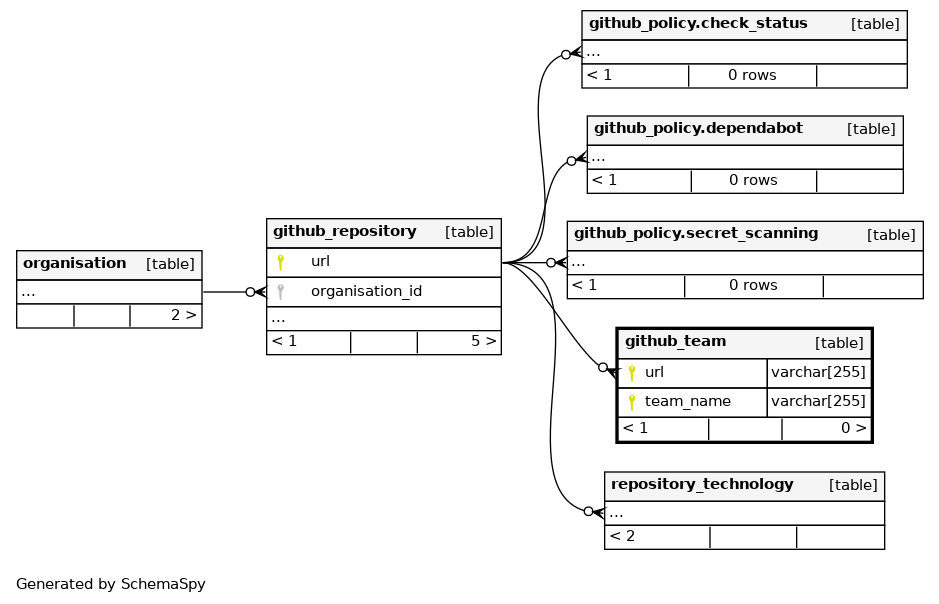 github_policy.check_status [table]
...
< 1 0 rows
github_policy.dependabot [table]
...
< 1 0 rows
github_policy.secret_scanning [table]
...
< 1 0 rows
github_repository [table]
url
organisation_id
...
< 1 5 >
organisation [table]
...
2 >
github_team [table]
url varchar[255]
team_name varchar[255]
< 1 0 >
repository_technology [table]
...
< 2
Generated by SchemaSpy